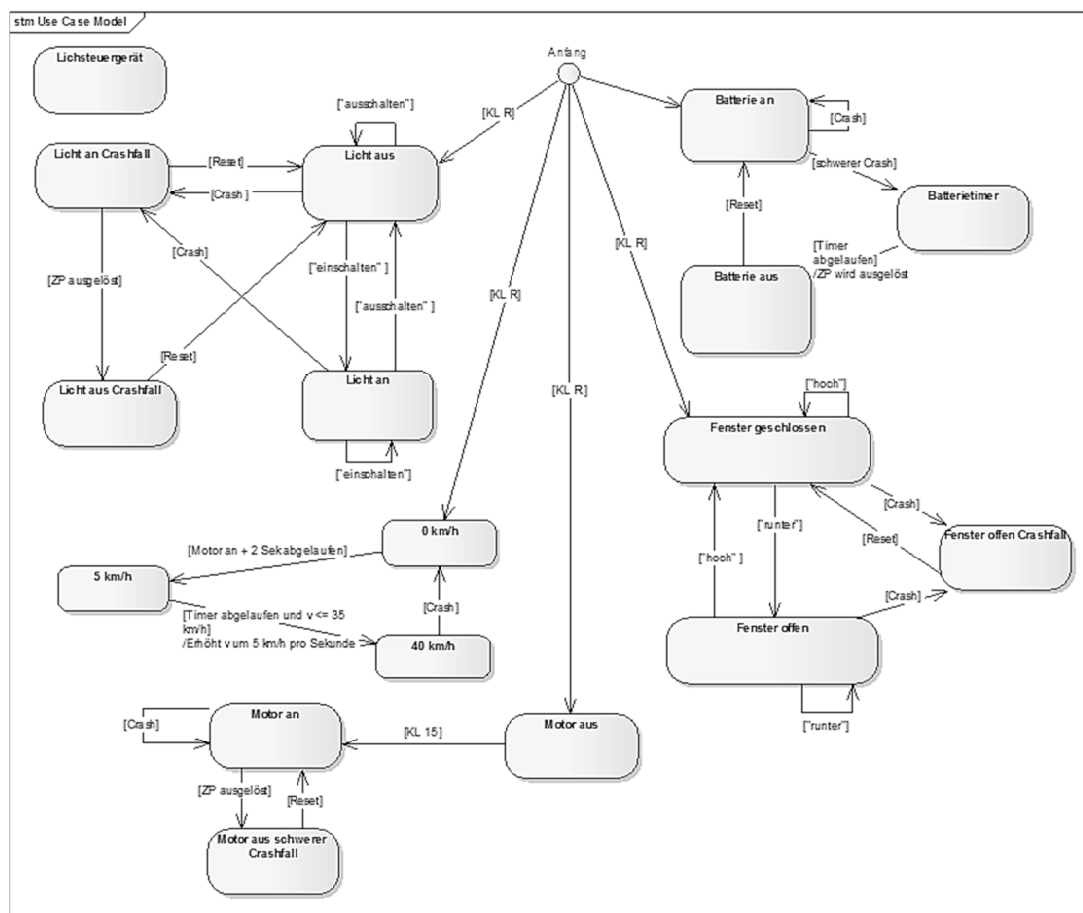 stm Use Case Model
Lichsteuergerät
Anfang
["ausschalten"]
[KL R]
Batterie an
[Crash]
Licht an Crashfall
[Reset]
Licht aus
[Crash ]
[schwerer Crash]
Batterietimer
[Reset]
[Crash]
[KL R]
[Timer
abgelaufen]
/ZP wird ausgelöst
["einschalten" ]
Batterie aus
[ZP ausgelöst]
[KL R]
["ausschalten" ]
[Reset]
Licht aus Crashfall
Licht an
["hoch"]
[KL R]
Fenster geschlossen
["einschalten"]
[Crash]
["runter"]
0 km/h
[Reset]
Fenster offen Crashfall
[Motor an + 2 Sek abgelaufen]
["hoch" ]
5 km/h
[Crash]
[Crash]
[Timer abgelaufen und v <= 35
km/h]
/Erhöht v um 5 km/h pro Sekunde
40 km/h
Fenster offen
Motor an
[Crash]
[KL 15]
Motor aus
["runter"]
[ZP ausgelöst]
[Reset]
Motor aus schwerer
Crashfall